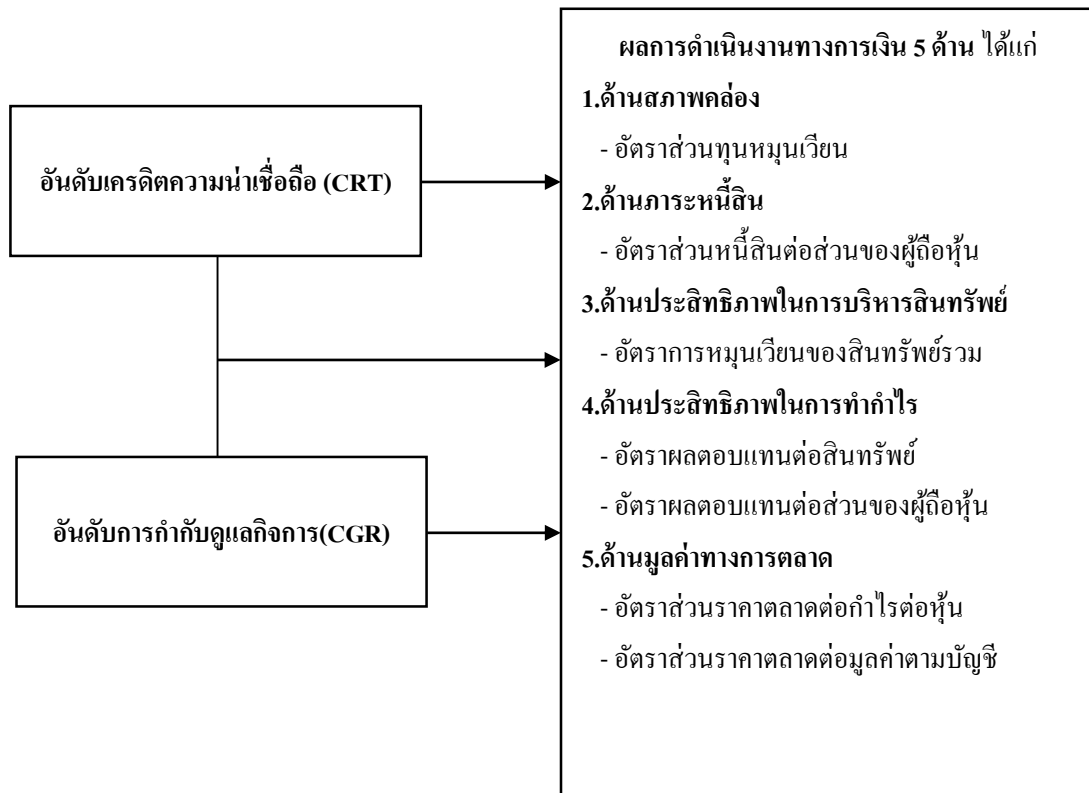 อันดับเครดิตความน่าเชื่อถือ (CRT)
อันดับการกำกับดูแลกิจการ(CGR)
ผลการดำเนินงานทางการเงิน 5 ด้าน ได้แก่
1.ด้านสภาพคล่อง
- อัตราส่วนทุนหมุนเวียน
2.ด้านภาระหนี้สิน
- อัตราส่วนหนี้สินต่อส่วนของผู้ถือหุ้น
3.ด้านประสิทธิภาพในการบริหารสินทรัพย์
- อัตราการหมุนเวียนของสินทรัพย์รวม
4.ด้านประสิทธิภาพในการทำกำไร
- อัตราผลตอบแทนต่อสินทรัพย์
- อัตราผลตอบแทนต่อส่วนของผู้ถือหุ้น
5.ด้านมูลค่าทางการตลาด
- อัตราส่วนราคาตลาดต่อกำไรต่อหุ้น
- อัตราส่วนราคาตลาดต่อมูลค่าตามบัญชี